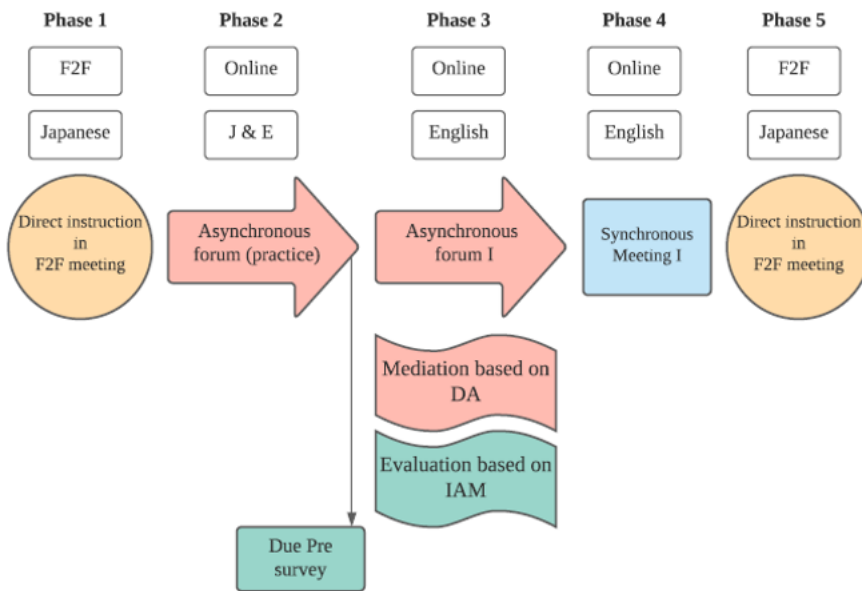 Phase 1
Phase 2
Phase 3
Phase 4
Phase 5
F2F
Online
Online
Online
F2F
Japanese
J & E
English
English
Japanese
Direct instruction
in
F2F meeting
Asynchronous
forum (practice)
Asynchronous
forum I
Synchronous
Meeting I
Direct instruction
in
F2F meeting
Mediation based on
DA
Evaluation based on
IAM
Due Pre
survey